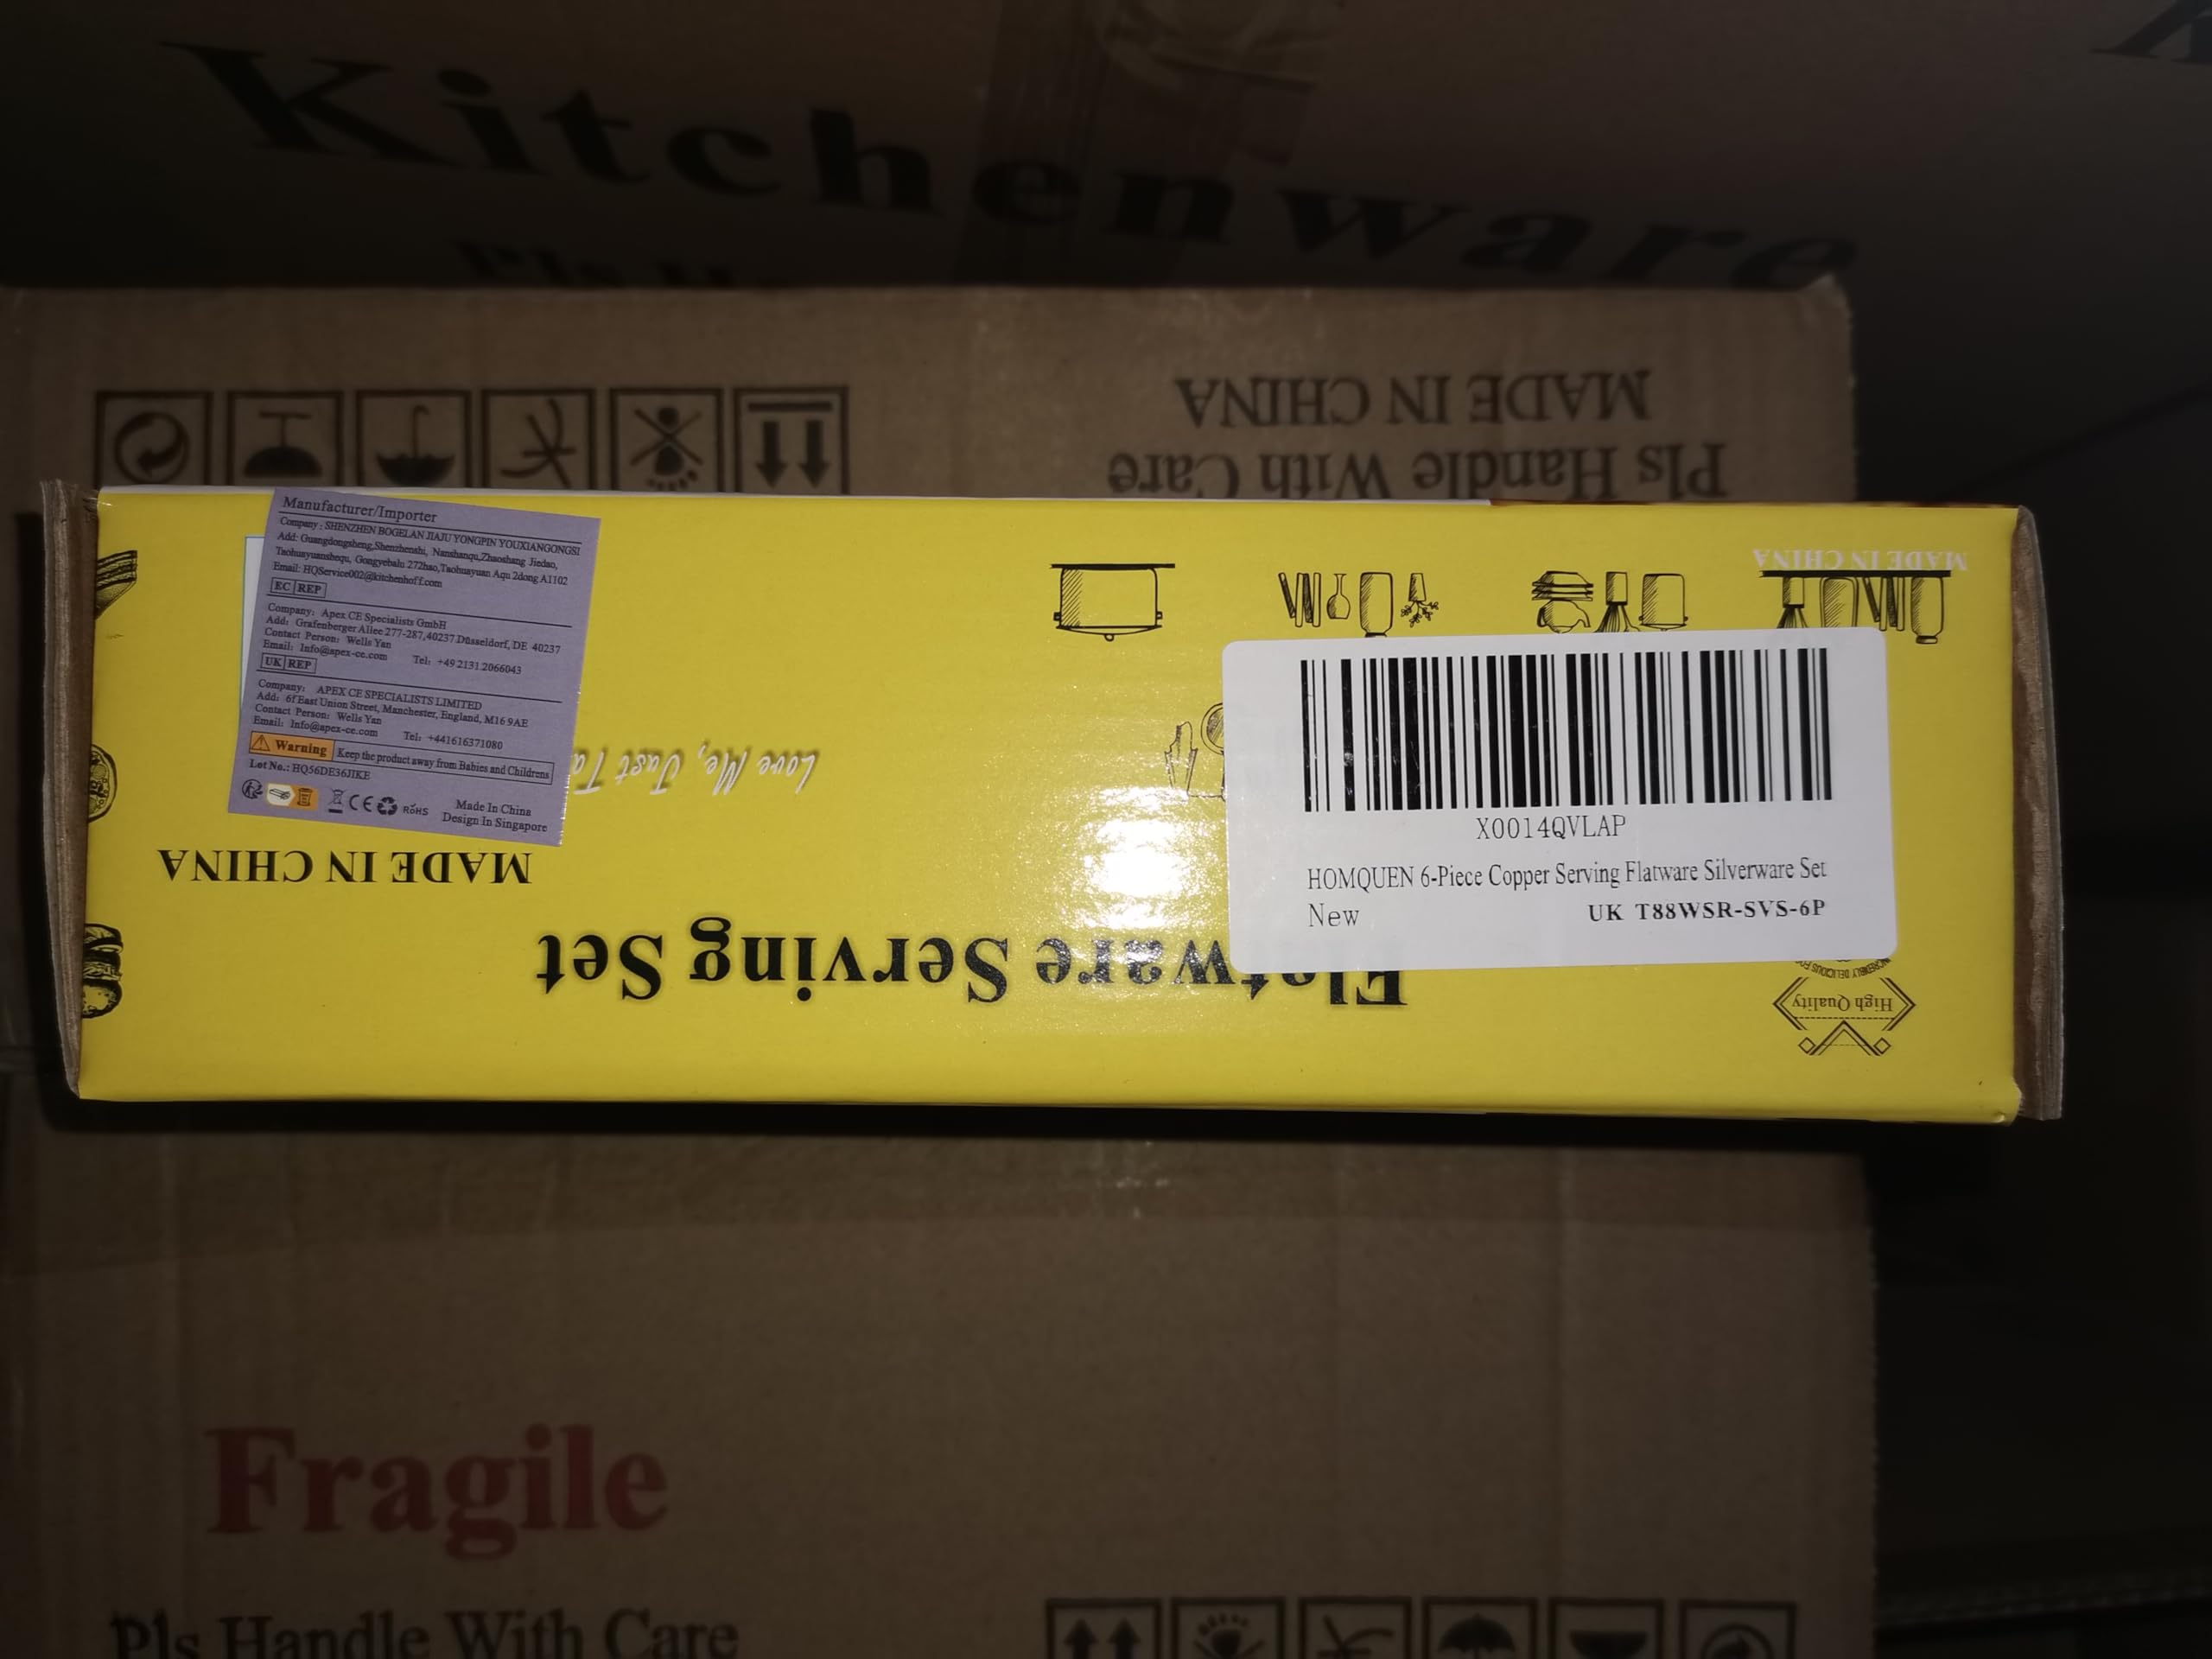 Kitchenware
MADE IN CHINA
Pls Handle With Care
Manufacturer/Importer
Company : SHENZHEN BOGELAN JIAJU YONGPIN YOUXIANGONGSI
Add: Guangdongsheng,Shenzhenshi, Nanshanqu,Zhaoshang Jiedao,
Taohuayuanshequ, Gongyebalu 272hao,Taohuayuan Aqu 2dong A1102
Email: HQService002@kitchenhoff.com
EC REP
Company: Apex CE Specialists GmbH
Add: Grafenberger Allee 277-287,40237 Düsseldorf, DE 40237
Contact Person: Wells Yan
Email: Info@apex-ce.com Tel: +49 2131 2066043
UK REP
Company: APEX CE SPECIALISTS LIMITED
Add: 6f East Union Street, Manchester, England, M16 9AE
Contact Person: Wells Yan
Email: Info@apex-ce.com Tel: +441616371080
Warning Keep the product away from Babies and Childrens
Lot No.: HQ56DE36JIKE
CE RoHS Made In China
Design In Singapore
MADE IN CHINA
Love Me, Just Ta
MADE IN CHINA
Flatware Serving Set
X0014QVLAP
HOMQUEN 6-Piece Copper Serving Flatware Silverware Set
New UK T88WSR-SVS-6P
High Quality
Fragile
Pls Handle With Care